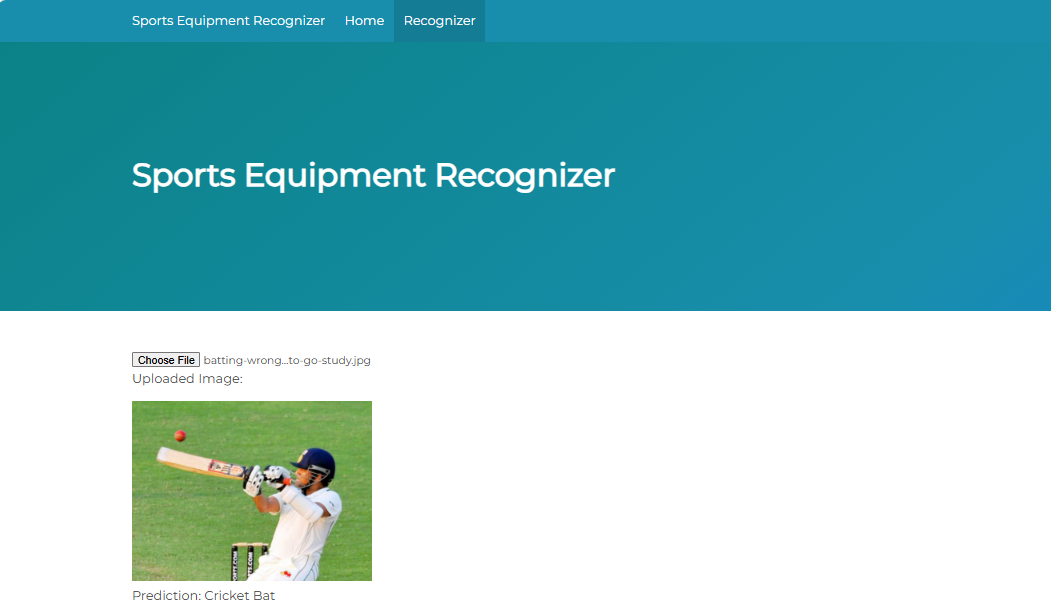 Sports Equipment Recognizer Home Recognizer
Sports Equipment Recognizer
Choose File batting-wrong...to-go-study.jpg
Uploaded Image:
Prediction: Cricket Bat